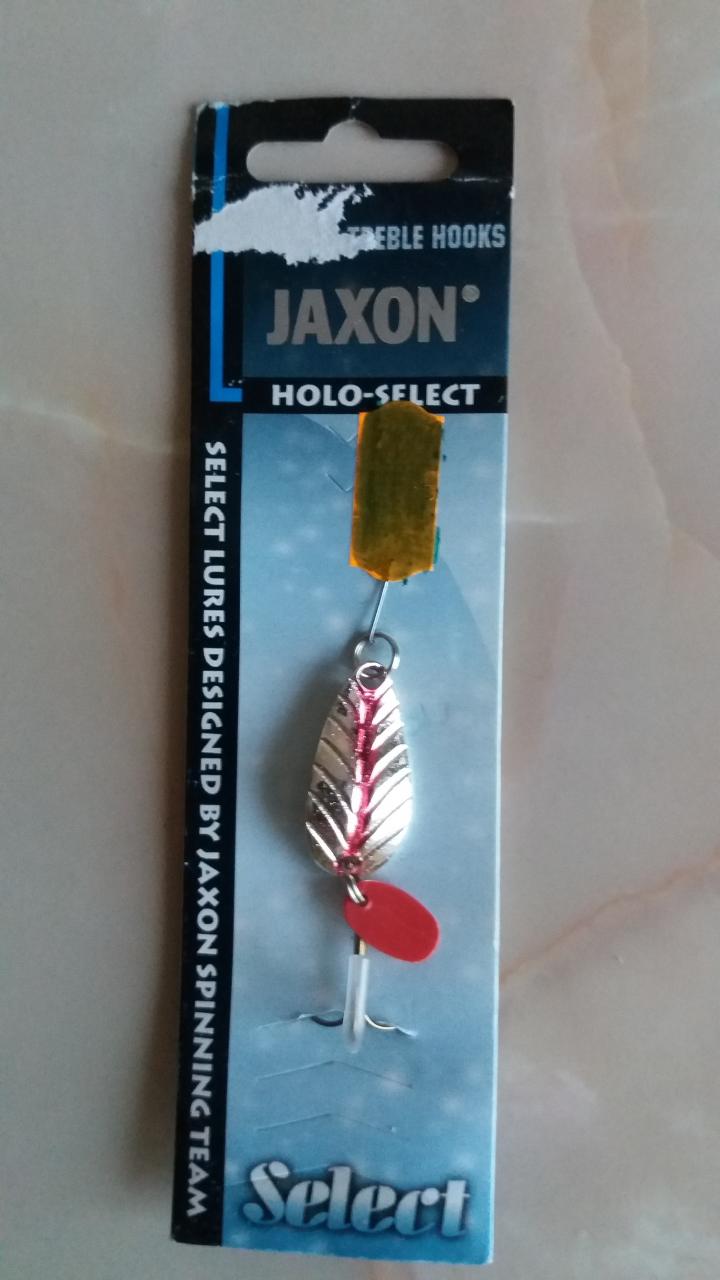 TREBLE HOOKS
JAXON
HOLO-SELECT
SELECT LURES DESIGNED BY JAXON SPINNING TEAM
Select